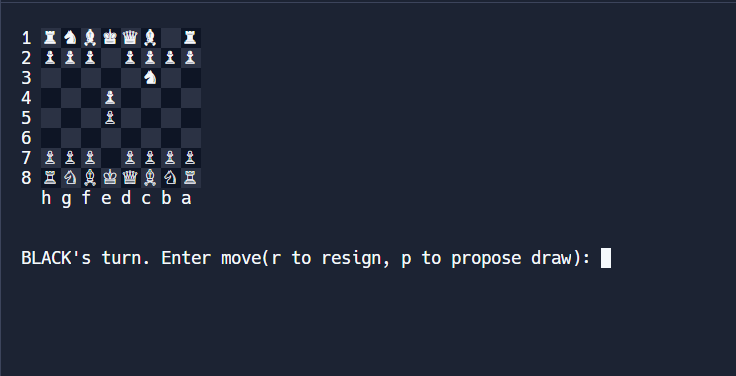 1 ♜♞♝♚♛♝ ♜
2 ♟♟♟ ♟♟♟♟
3 ♞
4 ♟
5 ♙
6
7 ♙♙♙ ♙♙♙♙
8 ♖♘♗♔♕♗♘♖
h g f e d c b a
BLACK's turn. Enter move(r to resign, p to propose draw):